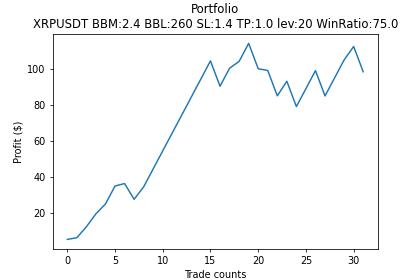 Portfolio
XRPUSDT BBM:2.4 BBL:260 SL:1.4 TP:1.0 lev:20 WinRatio:75.0
Profit ($)
100
80
60
40
20
0 5 10 15 20 25 30
Trade counts